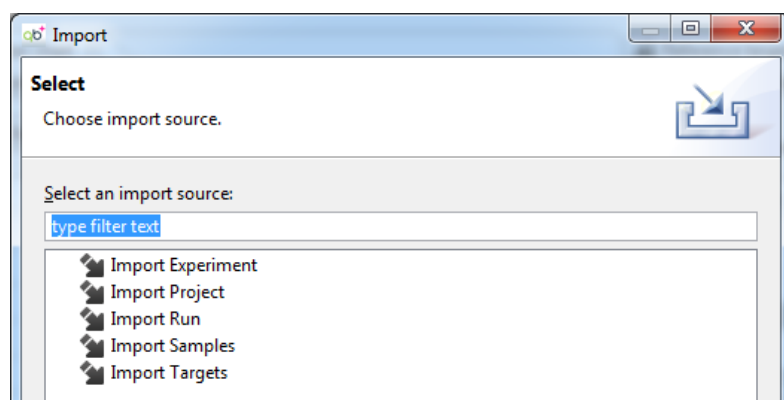 qb+ Import
Select
Choose import source.
Select an import source:
type filter text
Import Experiment
Import Project
Import Run
Import Samples
Import Targets